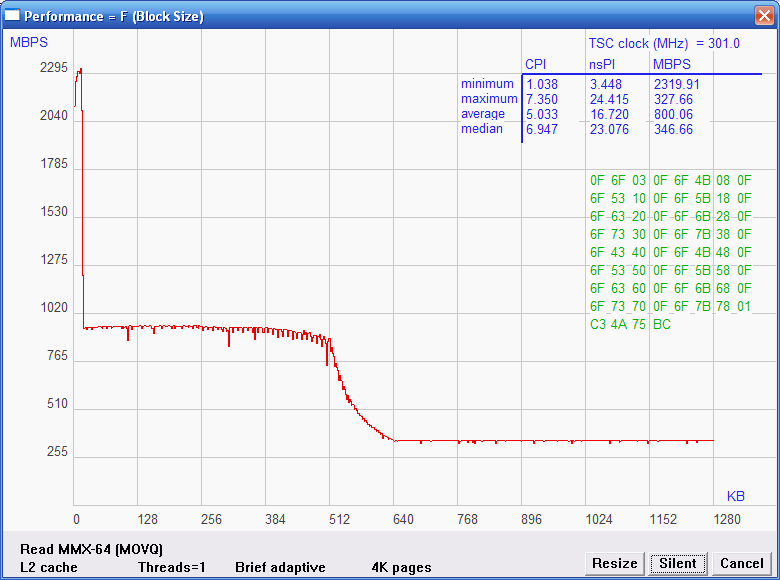 Performance = F (Block Size)
MBPS
TSC clock (MHz) = 301.0
CPI nsPI MBPS
minimum 1.038 3.448 2319.91
maximum 7.350 24.415 327.66
average 5.033 16.720 800.06
median 6.947 23.076 346.66
2295
2040
1785
1530
1275
1020
765
510
255
0F 6F 03 0F 6F 4B 08 0F
6F 53 10 0F 6F 5B 18 0F
6F 63 20 0F 6F 6B 28 0F
6F 73 30 0F 6F 7B 38 0F
6F 43 40 0F 6F 4B 48 0F
6F 53 50 0F 6F 5B 58 0F
6F 63 60 0F 6F 6B 68 0F
6F 73 70 0F 6F 7B 78 01
C3 4A 75 BC
KB
0 128 256 384 512 640 768 896 1024 1152 1280
Read MMX-64 (MOVQ)
L2 cache Threads=1 Brief adaptive 4K pages
Resize Silent Cancel